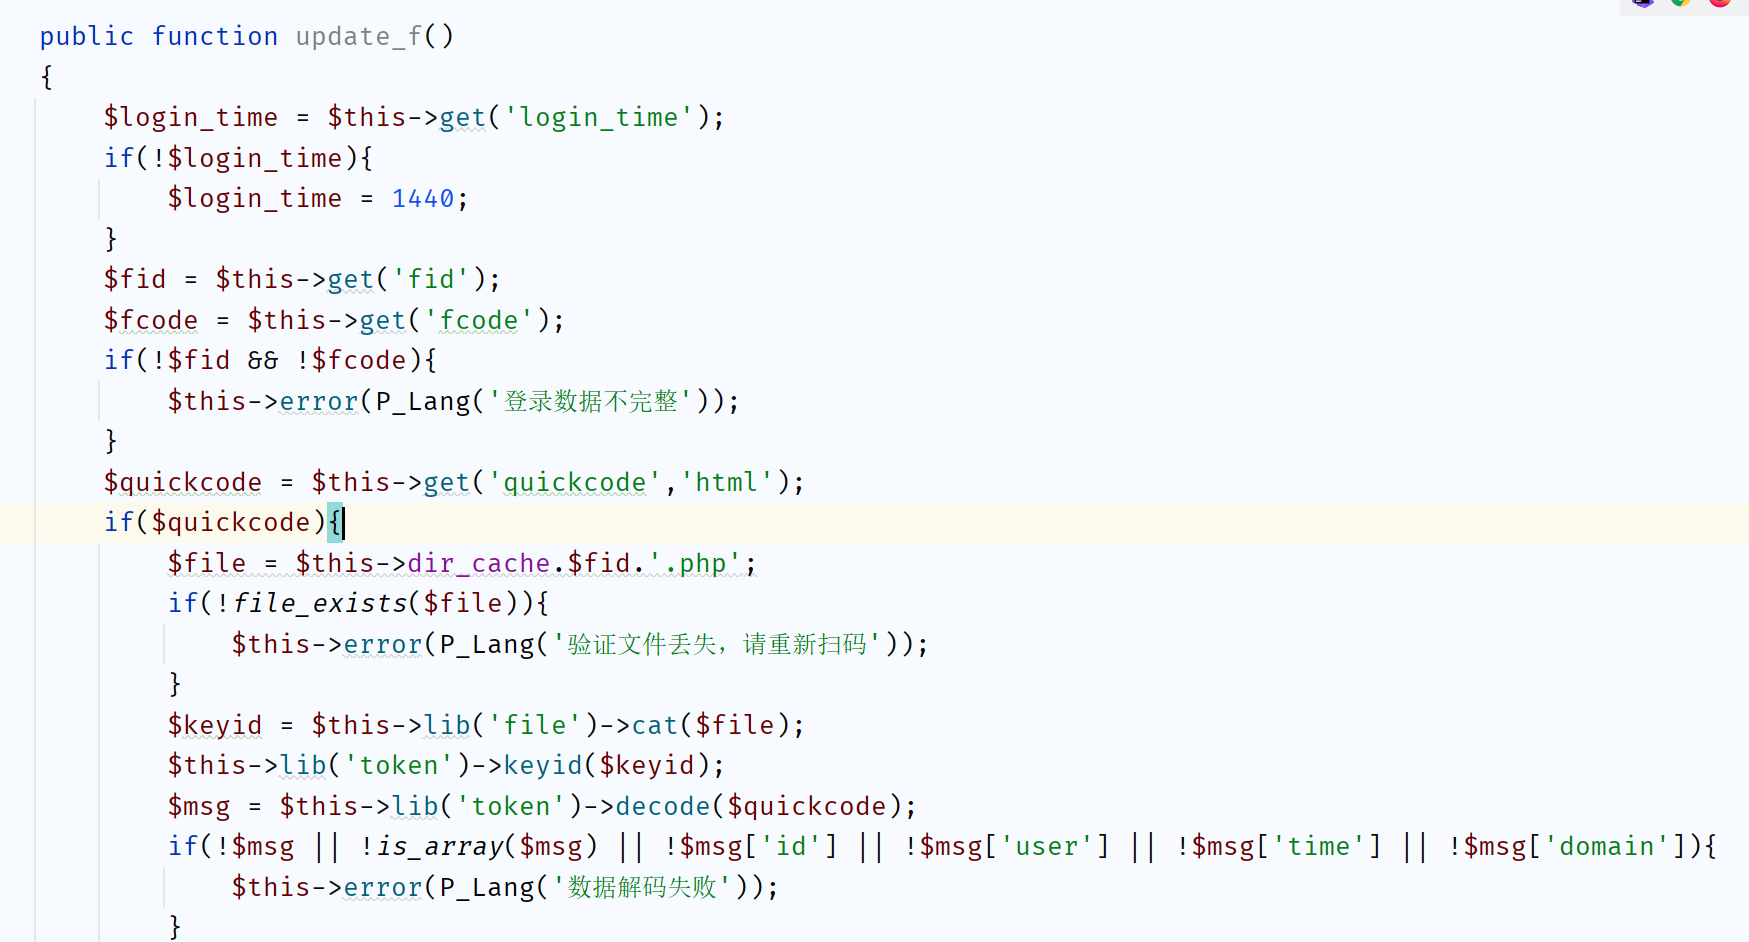 public function update_f()
{
    $login_time = $this->get('login_time');
    if(!$login_time){
        $login_time = 1440;
    }
    $fid = $this->get('fid');
    $fcode = $this->get('fcode');
    if(!$fid && !$fcode){
        $this->error(P_Lang('登录数据不完整'));
    }
    $quickcode = $this->get('quickcode','html');
    if($quickcode){
        $file = $this->dir_cache.$fid.'.php';
        if(!file_exists($file)){
            $this->error(P_Lang('验证文件丢失，请重新扫码'));
        }
        $keyid = $this->lib('file')->cat($file);
        $this->lib('token')->keyid($keyid);
        $msg = $this->lib('token')->decode($quickcode);
        if(!$msg || !is_array($msg) || !$msg['id'] || !$msg['user'] || !$msg['time'] || !$msg['domain']){
            $this->error(P_Lang('数据解码失败'));
        }